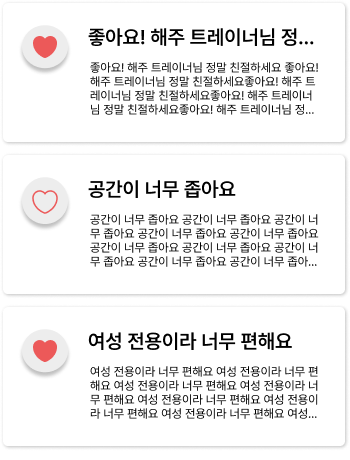 좋아요! 해주 트레이너님 정...
좋아요! 해주 트레이너님 정말 친절하세요 좋아요!
해주 트레이너님 정말 친절하세요좋아요! 해주 트
레이너님 정말 친절하세요좋아요! 해주 트레이너
님 정말 친절하세요좋아요! 해주 트레이너님 정...
공간이 너무 좁아요
공간이 너무 좁아요 공간이 너무 좁아요 공간이 너
무 좁아요 공간이 너무 좁아요 공간이 너무 좁아요
공간이 너무 좁아요 공간이 너무 좁아요 공간이 너
무 좁아요 공간이 너무 좁아요 공간이 너무 좁아...
여성 전용이라 너무 편해요
여성 전용이라 너무 편해요 여성 전용이라 너무 편
해요 여성 전용이라 너무 편해요 여성 전용이라 너
무 편해요 여성 전용이라 너무 편해요 여성 전용이
라 너무 편해요 여성 전용이라 너무 편해요 여성...